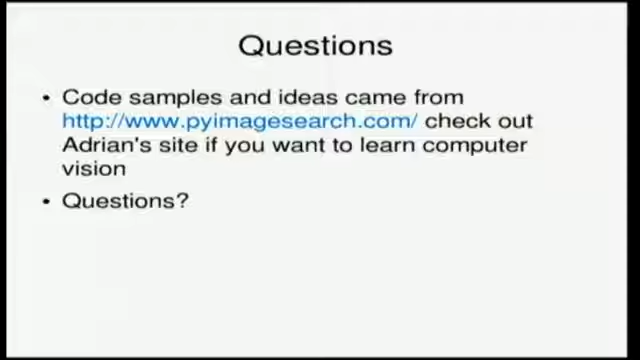 Questions
• Code samples and ideas came from
http://www.pyimagesearch.com/ check out
Adrian's site if you want to learn computer
vision
• Questions?